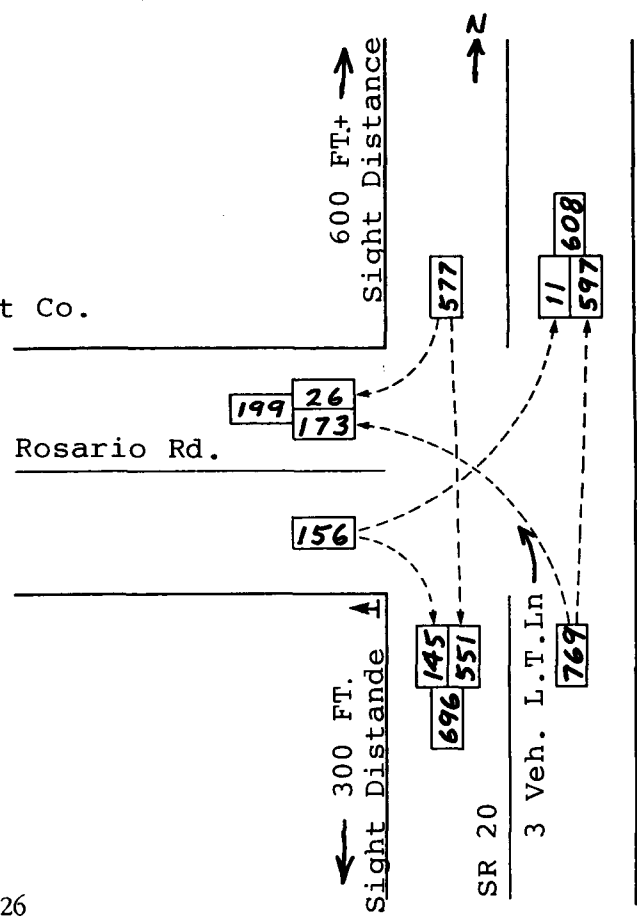 N
600 FT.+
Sight Distance
577
11
597
608
t Co.
199
26
173
Rosario Rd.
156
300 FT.
Sight Distande
145
551
696
769
SR 20
3 Veh. L.T.Ln
26